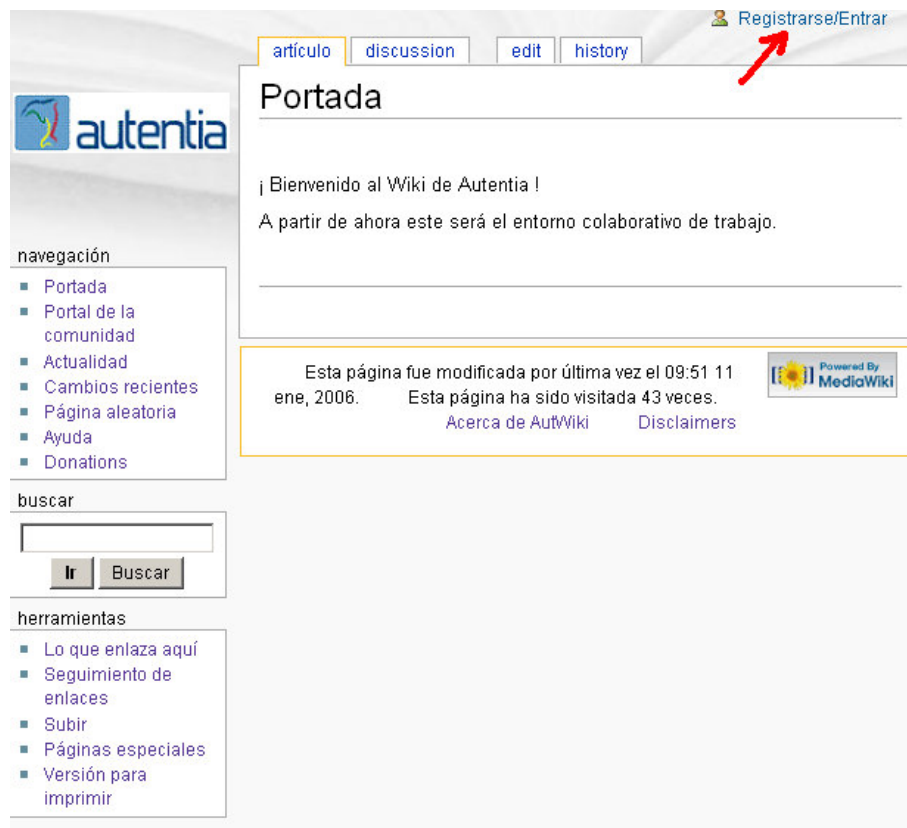 Registrarse/Entrar
artículo discussion edit history
autentia
Portada
¡ Bienvenido al Wiki de Autentia !
A partir de ahora este será el entorno colaborativo de trabajo.
navegación
Portada
Portal de la
comunidad
Actualidad
Cambios recientes
Página aleatoria
Ayuda
Donations
buscar
Ir Buscar
herramientas
Lo que enlaza aquí
Seguimiento de
enlaces
Subir
Páginas especiales
Versión para
imprimir
Esta página fue modificada por última vez el 09:51 11
ene, 2006. Esta página ha sido visitada 43 veces.
Acerca de AutWiki Disclaimers
Powered By
MediaWiki